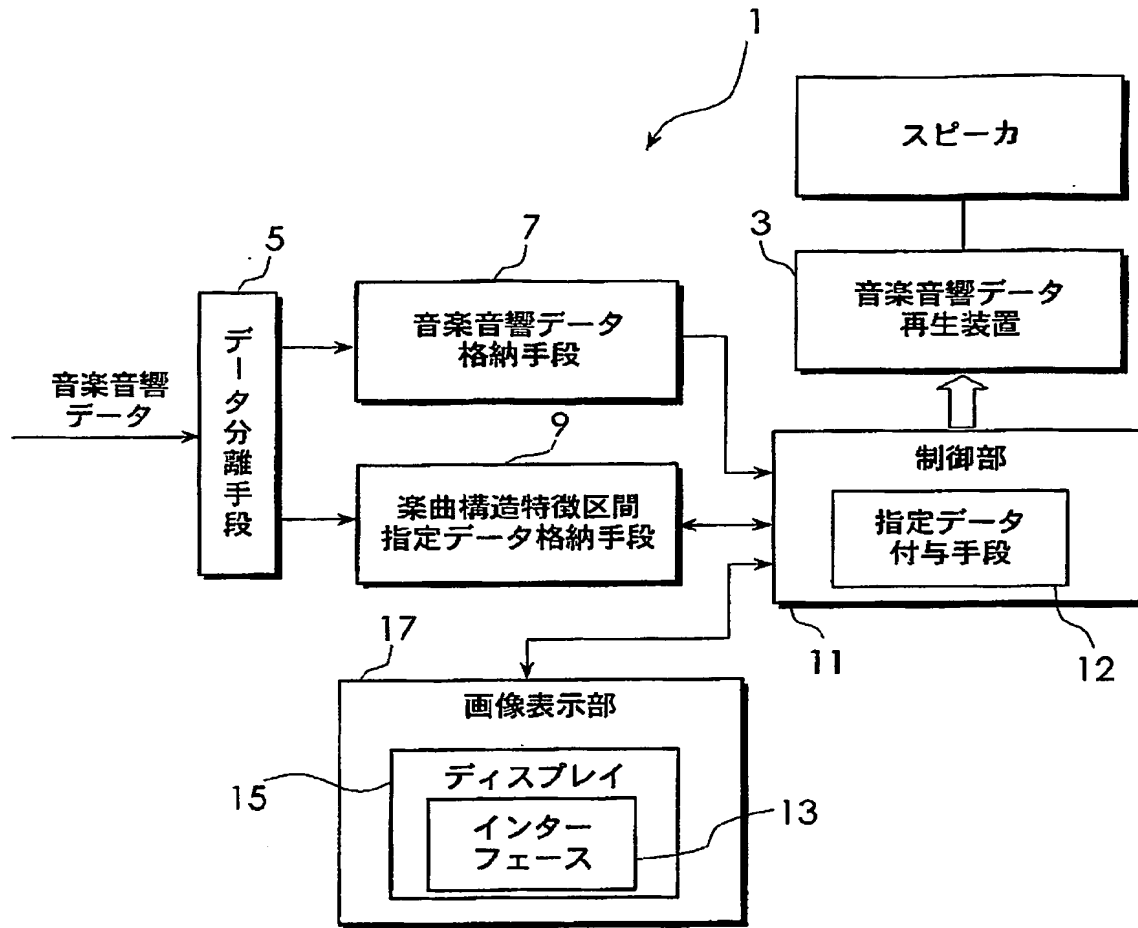 1
スピーカ
3
音楽音響データ
再生装置
5
データ分離手段
7
音楽音響データ
格納手段
音楽音響
データ
9
楽曲構造特徴区間
指定データ格納手段
制御部
指定データ
付与手段
11
12
17
画像表示部
15
ディスプレイ
インター
フェース
13